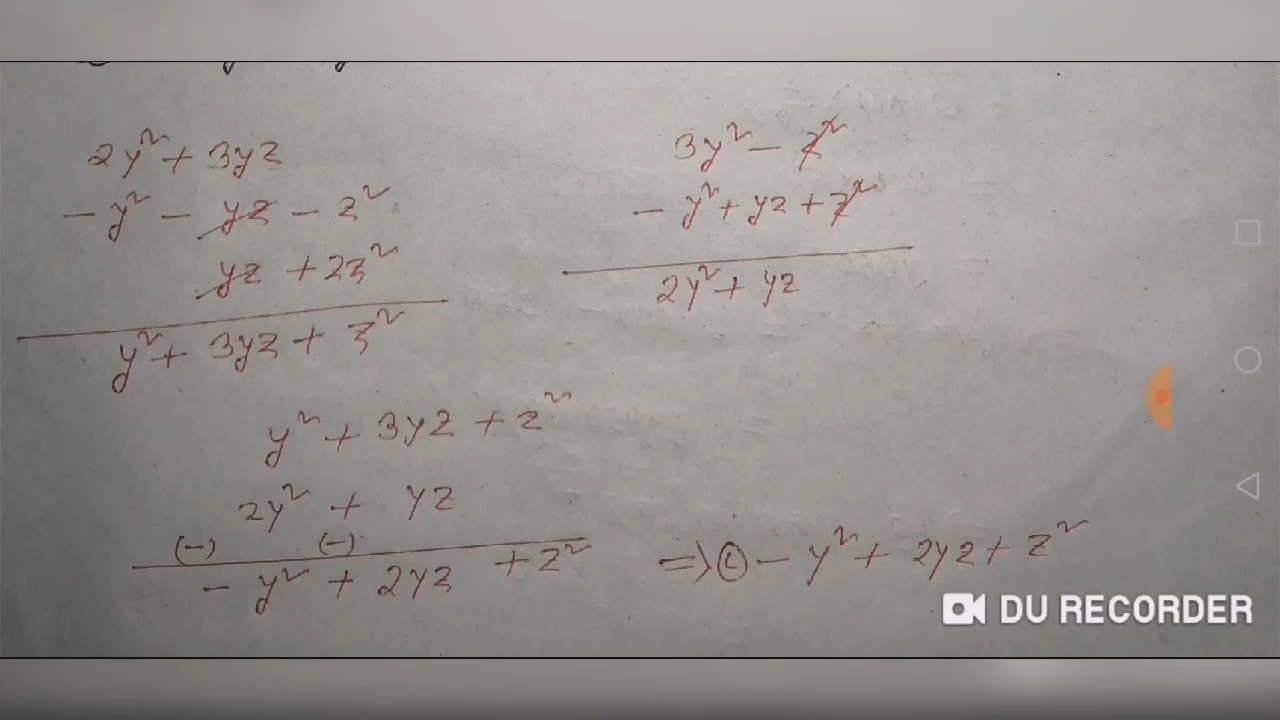 2y² + 3yz
- y² - yz - z²
yz + 2z²
y² + 3yz + z²
3y² - z²
- y² + yz + z²
2y² + yz
y² + 3yz + z²
2y² + yz
(-) (-)
- y² + 2yz + z²
=> ⓒ - y² + 2yz + z²
DU RECORDER